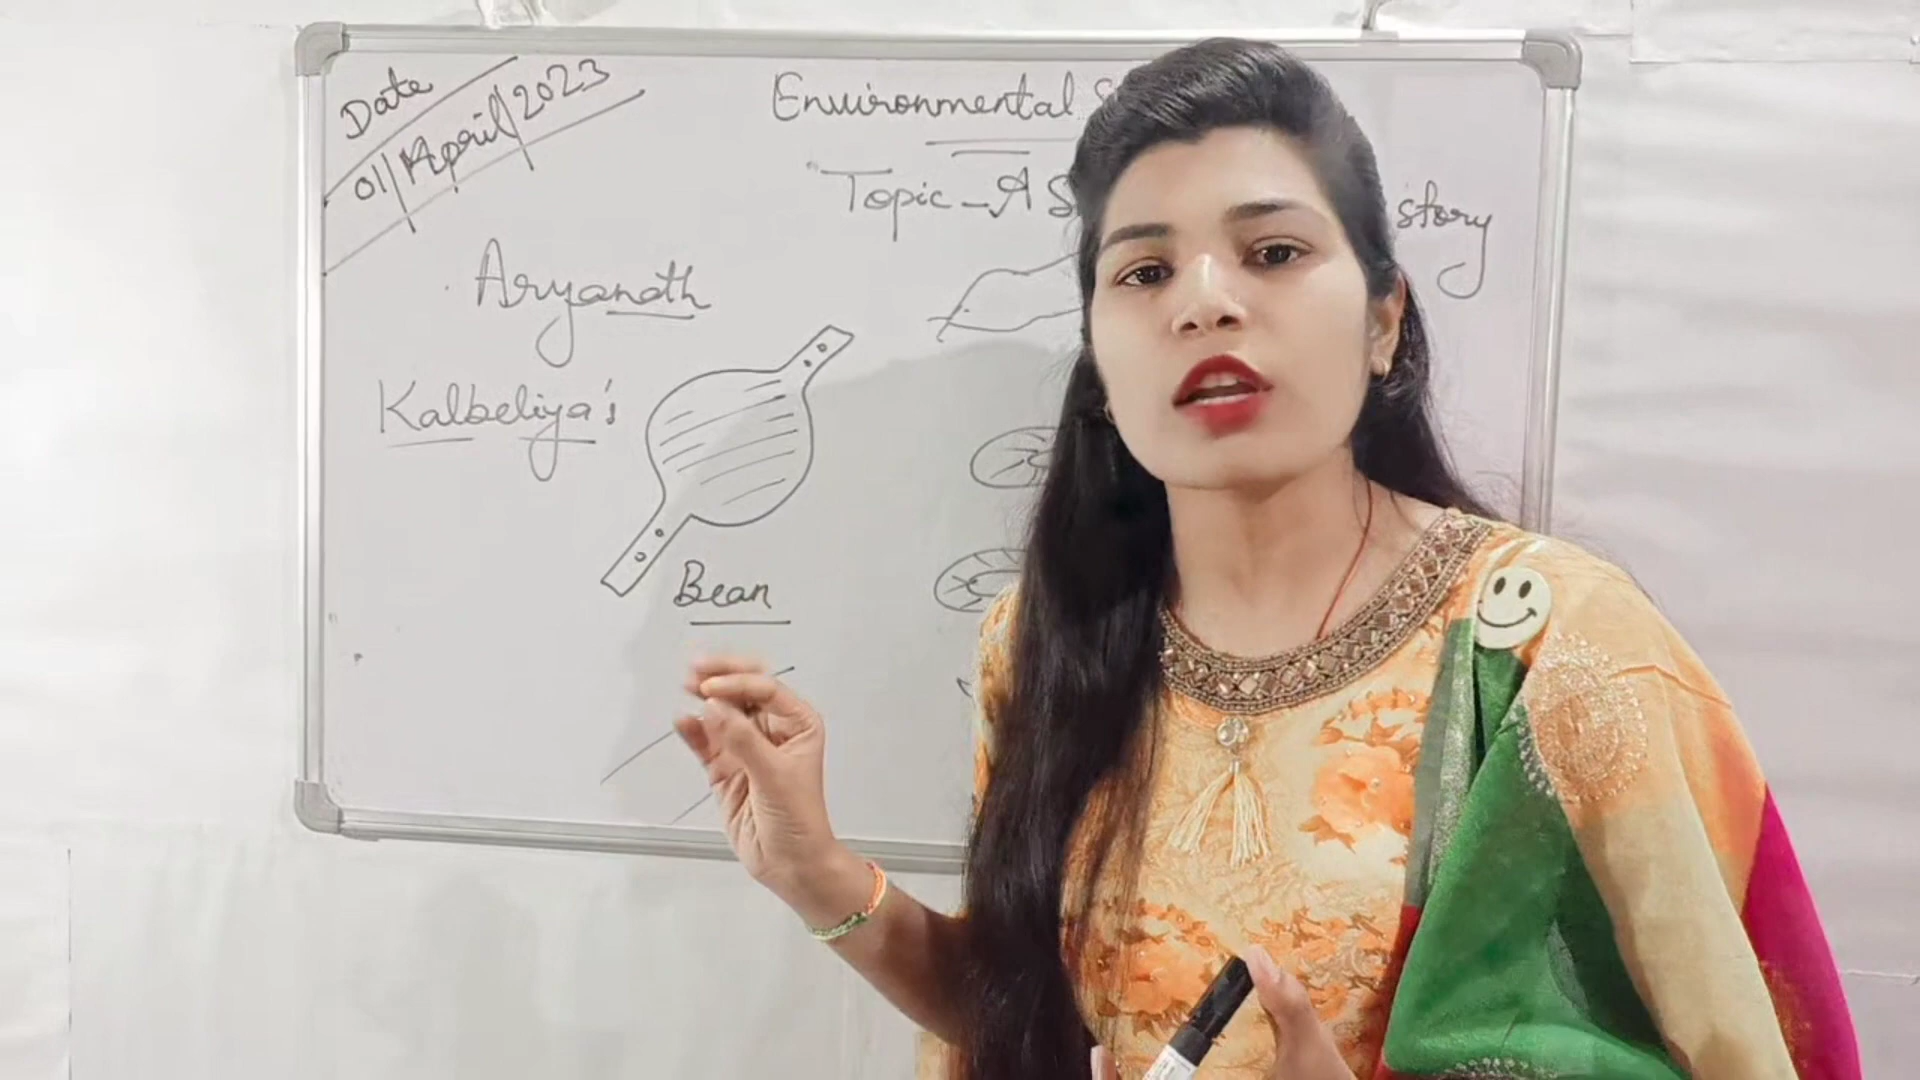 Date
01/April/2023
Environmental S
Topic - A S story
Aryanath
Kalbeliya's
Bean